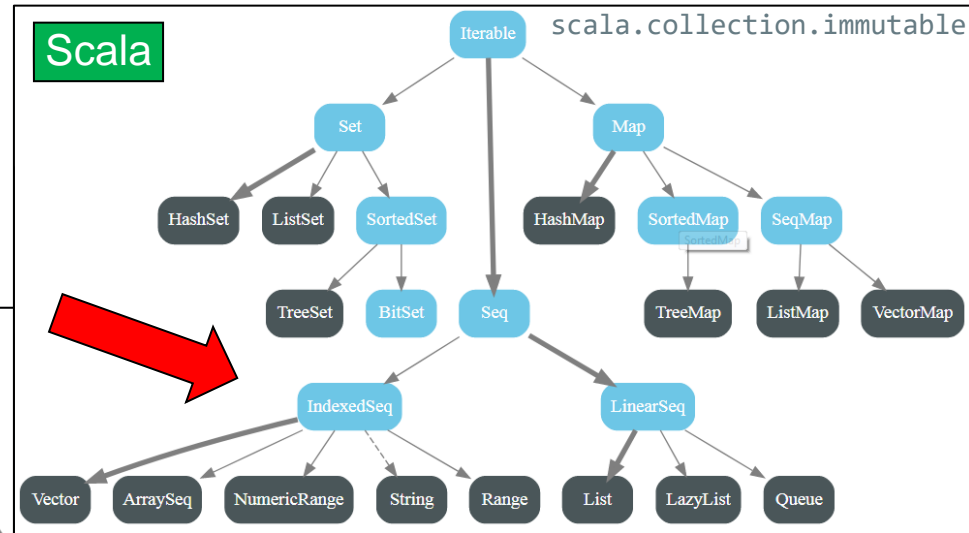 Scala
scala.collection.immutable
Iterable
Set
Map
HashSet
ListSet
SortedSet
HashMap
SortedMap
SeqMap
SortedMap
TreeSet
BitSet
Seq
TreeMap
ListMap
VectorMap
IndexedSeq
LinearSeq
Vector
ArraySeq
NumericRange
String
Range
List
LazyList
Queue